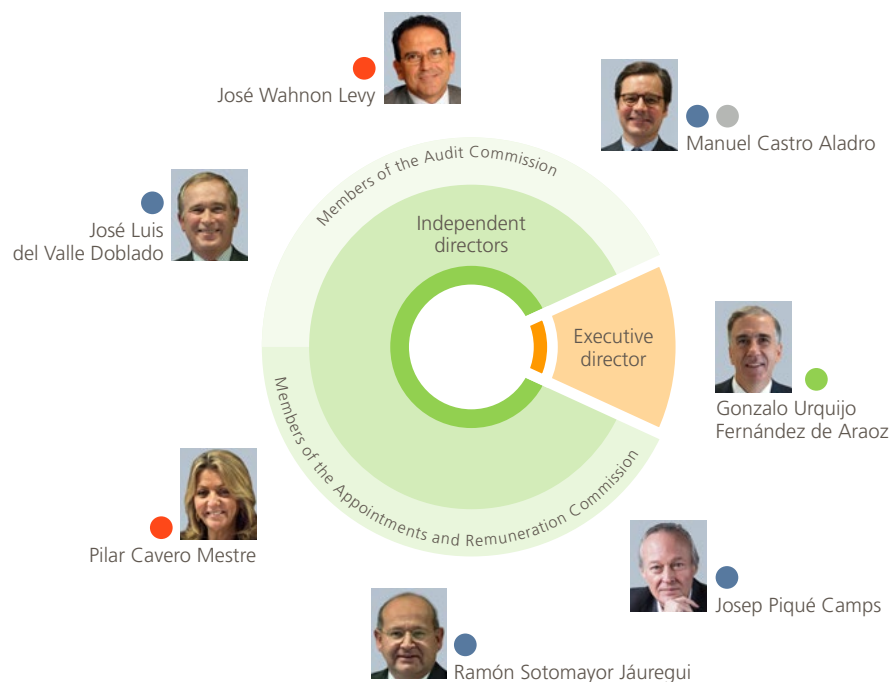 José Wahnon Levy
Manuel Castro Aladro
Members of the Audit Commission
José Luis
del Valle Doblado
Independent
directors
Executive
director
Gonzalo Urquijo
Fernández de Araoz
Members of the Appointments and Remuneration Commission
Pilar Cavero Mestre
Josep Piqué Camps
Ramón Sotomayor Jáuregui